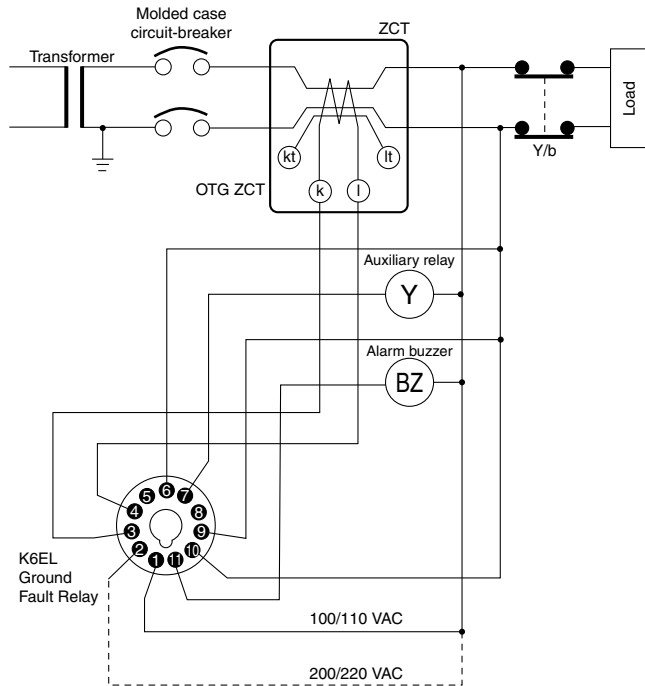 Molded case
circuit-breaker
ZCT
Transformer
Load
kt
lt
Y/b
OTG ZCT
k
l
Auxiliary relay
Y
Alarm buzzer
BZ
6
5
7
4
8
3
9
2
10
1
11
K6EL
Ground
Fault Relay
100/110 VAC
200/220 VAC